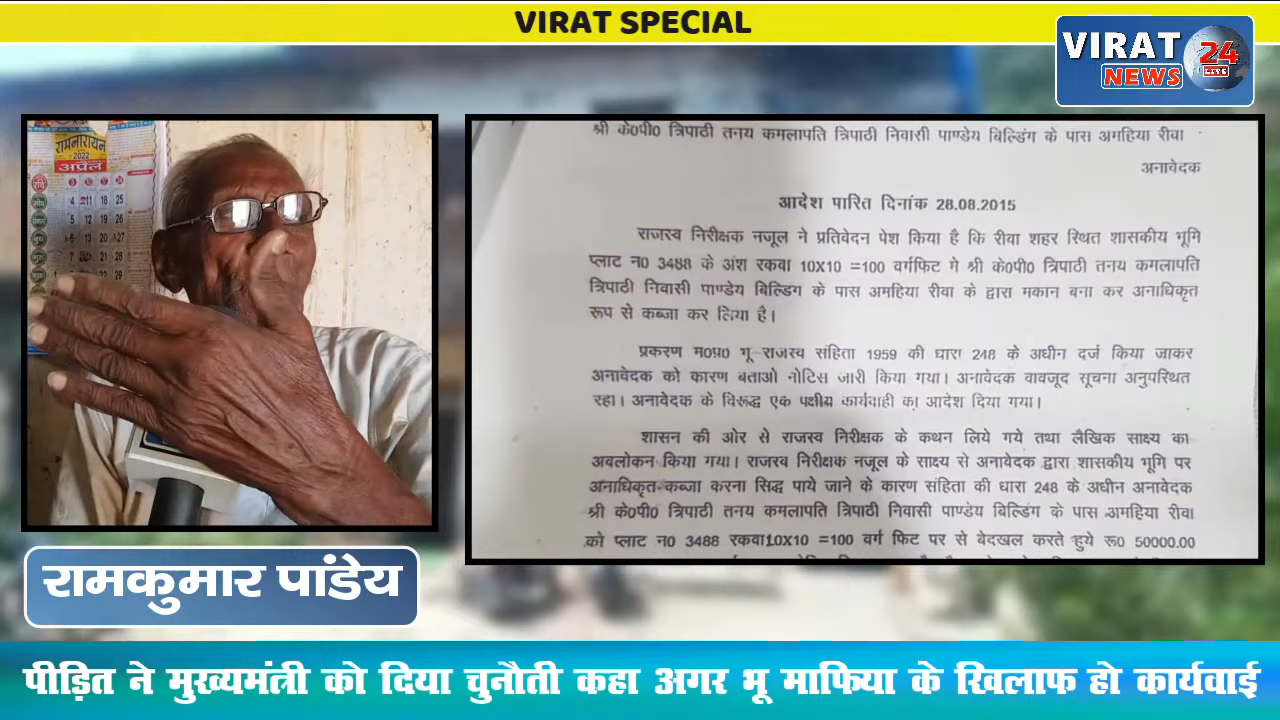 VIRAT SPECIAL
VIRAT
NEWS
24
LIVE
रामनारायन
2022
अप्रैल
श्री के0पी0 त्रिपाठी तनय कमलापति त्रिपाठी निवासी पाण्डेय बिल्डिंग के पास अमहिया रीवा
अनावेदक
आदेश पारित दिनांक 28.08.2015
राजस्व निरीक्षक नजूल ने प्रतिवेदन पेश किया है कि रीवा शहर स्थित शासकीय भूमि
प्लाट न0 3488 के अंश रकवा 10X10 =100 वर्गफिट मे श्री के0पी0 त्रिपाठी तनय कमलापति
त्रिपाठी निवासी पाण्डेय बिल्डिंग के पास अमहिया रीवा के द्वारा मकान बना कर अनाधिकृत
रूप से कब्जा कर लिया है।
प्रकरण म0प्र0 भू राजस्व संहिता 1959 की धारा 248 के अधीन दर्ज किया जाकर
अनावेदक को कारण बताओ नोटिस जारी किया गया। अनावेदक वावजूद सूचना अनुपस्थित
रहा। अनावेदक के विरूद्ध एक पक्षीय कार्यवाही का आदेश दिया गया।
शासन की ओर से राजस्व निरीक्षक के कथन लिये गये तथा लैखिक साक्ष्य का
अवलोकन किया गया। राजस्व निरीक्षक नजूल के साक्ष्य से अनावेदक द्वारा शासकीय भूमि पर
अनाधिकृत कब्जा करना सिद्ध पाये जाने के कारण संहिता की धारा 248 के अधीन अनावेदक
श्री के0पी0 त्रिपाठी तनय कमलापति त्रिपाठी निवासी पाण्डेय बिल्डिंग के पास अमहिया रीवा
को प्लाट न0 3488 रकवा10X10 =100 वर्ग फिट पर से बेदखल करते हुये रू0 50000.00
रामकुमार पांडेय
पीड़ित ने मुख्यमंत्री को दिया चुनौती कहा अगर भू माफिया के खिलाफ हो कार्यवाई